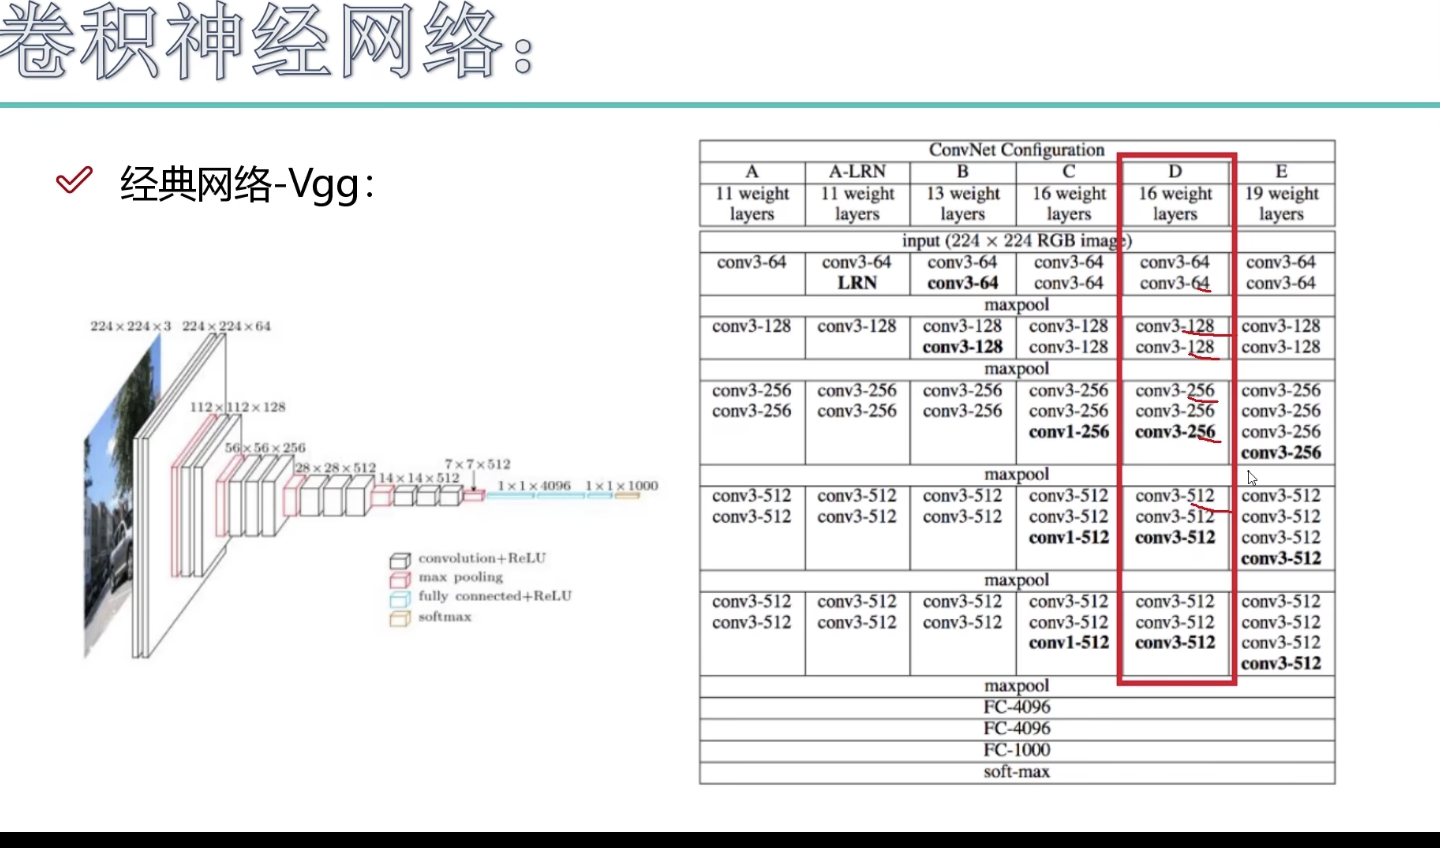 卷积神经网络：
经典网络-Vgg：
224×224×3 224×224×64
112×112×128
56×56×256
28×28×512
14×14×512
7×7×512
1×1×4096 1×1×1000
convolution+ReLU
max pooling
fully connected+ReLU
softmax
ConvNet Configuration
A A-LRN B C D E
11 weight 11 weight 13 weight 16 weight 16 weight 19 weight
layers layers layers layers layers layers
input (224 × 224 RGB image)
conv3-64 conv3-64 conv3-64 conv3-64 conv3-64 conv3-64
LRN conv3-64 conv3-64 conv3-64 conv3-64
maxpool
conv3-128 conv3-128 conv3-128 conv3-128 conv3-128 conv3-128
conv3-128 conv3-128 conv3-128 conv3-128
maxpool
conv3-256 conv3-256 conv3-256 conv3-256 conv3-256 conv3-256
conv3-256 conv3-256 conv3-256 conv3-256 conv3-256 conv3-256
conv1-256 conv3-256 conv3-256
conv3-256
maxpool
conv3-512 conv3-512 conv3-512 conv3-512 conv3-512 conv3-512
conv3-512 conv3-512 conv3-512 conv3-512 conv3-512 conv3-512
conv1-512 conv3-512 conv3-512
conv3-512
maxpool
conv3-512 conv3-512 conv3-512 conv3-512 conv3-512 conv3-512
conv3-512 conv3-512 conv3-512 conv3-512 conv3-512 conv3-512
conv1-512 conv3-512 conv3-512
conv3-512
maxpool
FC-4096
FC-4096
FC-1000
soft-max